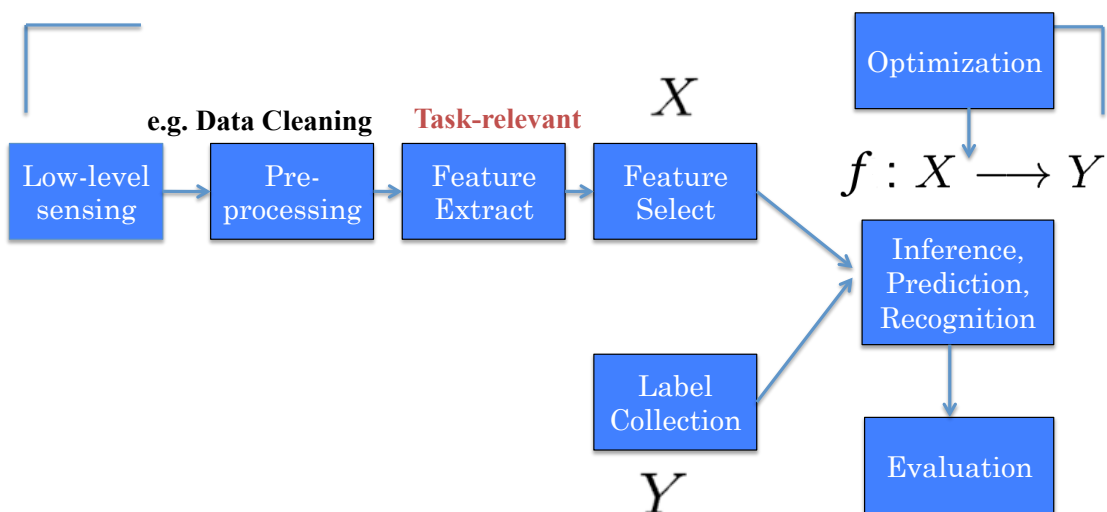 Optimization
X
e.g. Data Cleaning
Task-relevant
f : X ⟶ Y
Low-level
sensing
Pre-
processing
Feature
Extract
Feature
Select
Inference,
Prediction,
Recognition
Label
Collection
Evaluation
Y